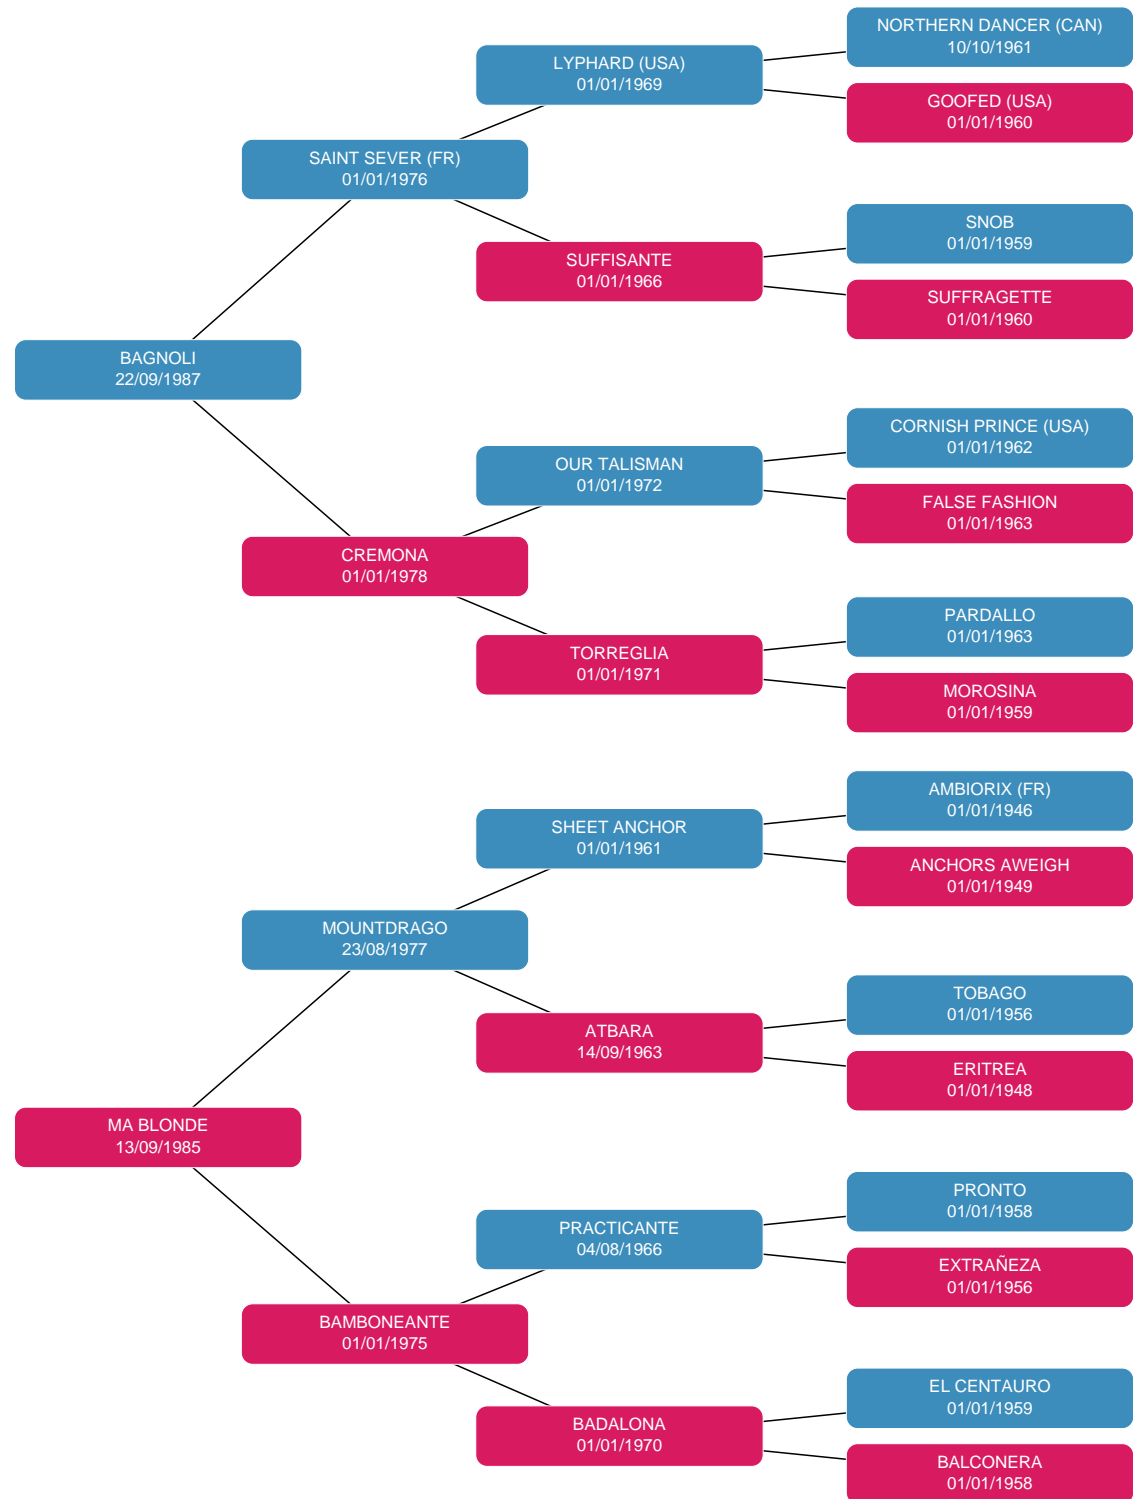 NORTHERN DANCER (CAN)
10/10/1961
LYPHARD (USA)
01/01/1969
GOOFED (USA)
01/01/1960
SAINT SEVER (FR)
01/01/1976
SNOB
01/01/1959
SUFFISANTE
01/01/1966
SUFFRAGETTE
01/01/1960
BAGNOLI
22/09/1987
CORNISH PRINCE (USA)
01/01/1962
OUR TALISMAN
01/01/1972
FALSE FASHION
01/01/1963
CREMONA
01/01/1978
PARDALLO
01/01/1963
TORREGLIA
01/01/1971
MOROSINA
01/01/1959
AMBIORIX (FR)
01/01/1946
SHEET ANCHOR
01/01/1961
ANCHORS AWEIGH
01/01/1949
MOUNTDRAGO
23/08/1977
TOBAGO
01/01/1956
ATBARA
14/09/1963
ERITREA
01/01/1948
MA BLONDE
13/09/1985
PRONTO
01/01/1958
PRACTICANTE
04/08/1966
EXTRAÑEZA
01/01/1956
BAMBONEANTE
01/01/1975
EL CENTAURO
01/01/1959
BADALONA
01/01/1970
BALCONERA
01/01/1958